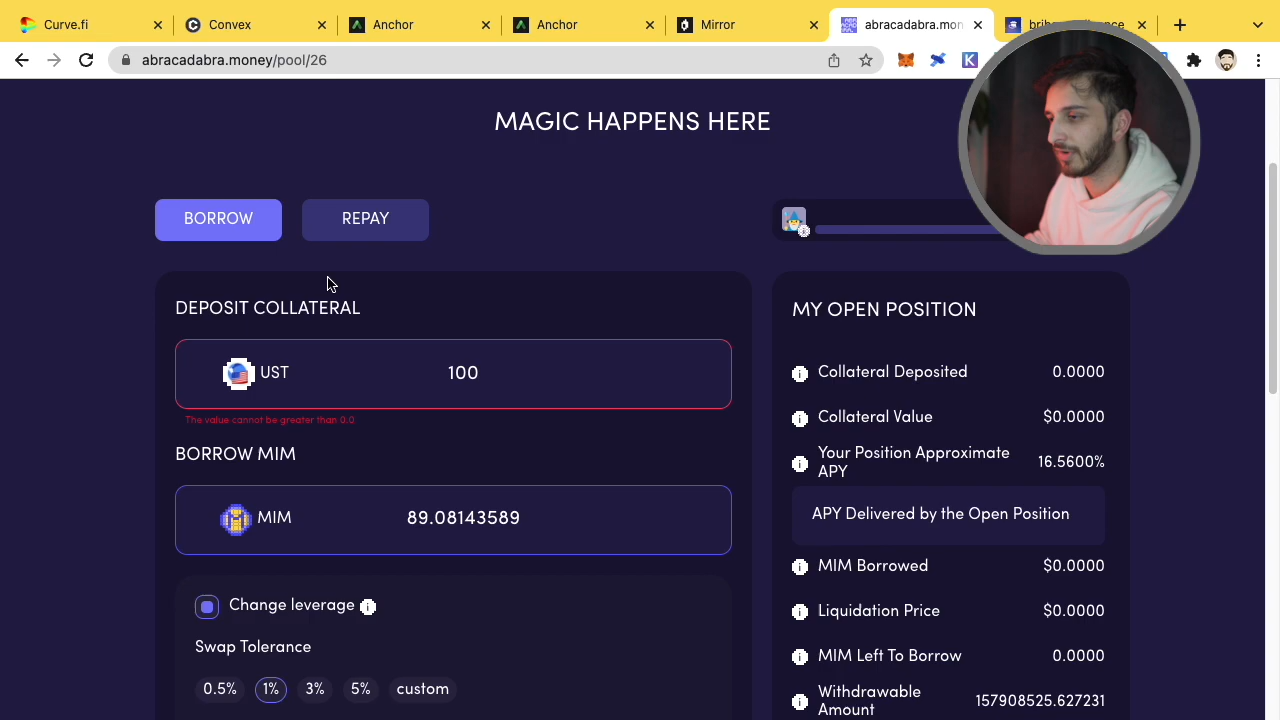 Curve.fi
Convex
Anchor
Anchor
Mirror
abracadabra.mon
abracadabra.money/pool/26
MAGIC HAPPENS HERE
BORROW
REPAY
DEPOSIT COLLATERAL
UST
100
The value cannot be greater than 0.0
BORROW MIM
MIM
89.08143589
Change leverage
Swap Tolerance
0.5%
1%
3%
5%
custom
MY OPEN POSITION
Collateral Deposited
0.0000
Collateral Value
$0.0000
Your Position Approximate
APY
16.5600%
APY Delivered by the Open Position
MIM Borrowed
$0.0000
Liquidation Price
$0.0000
MIM Left To Borrow
0.0000
Withdrawable
Amount
157908525.627231